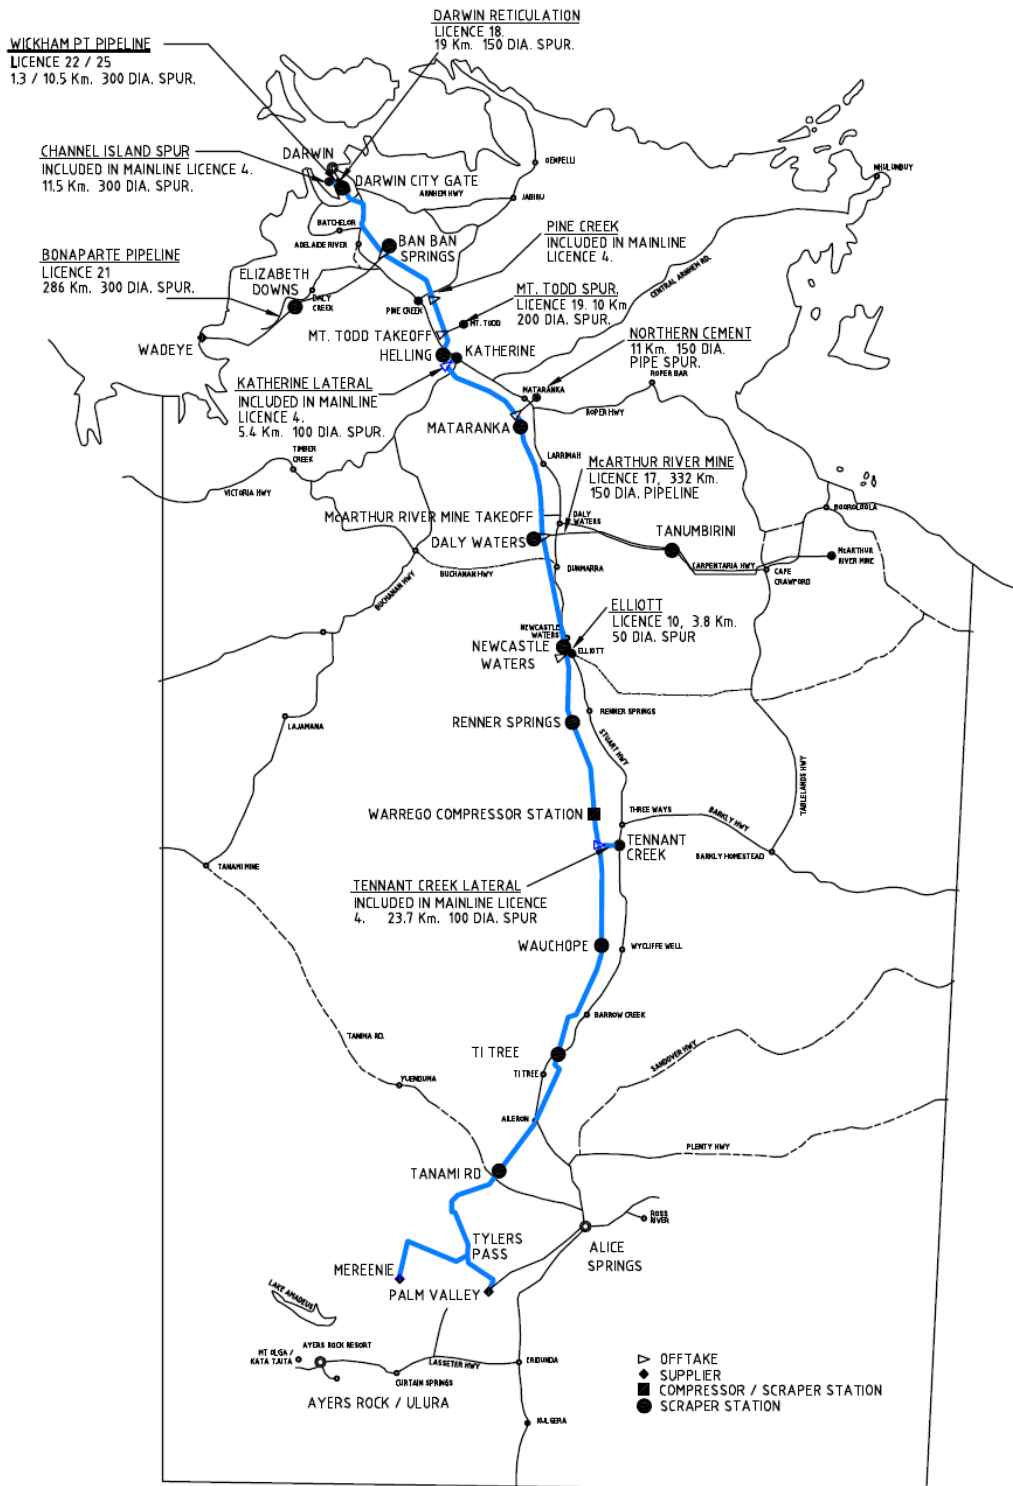 DARWIN RETICULATION
LICENCE 18.
19 Km. 150 DIA. SPUR.
WICKHAM PT PIPELINE
LICENCE 22 / 25
1.3 / 10.5 Km. 300 DIA. SPUR.
CHANNEL ISLAND SPUR
INCLUDED IN MAINLINE LICENCE 4.
11.5 Km. 300 DIA. SPUR.
DARWIN
DARWIN CITY GATE
OENPELLI
NHULUNBUY
ARNHEM HWY
JABIRU
BATCHELOR
ADELAIDE RIVER
BAN BAN
SPRINGS
PINE CREEK
INCLUDED IN MAINLINE
LICENCE 4.
BONAPARTE PIPELINE
LICENCE 21
286 Km. 300 DIA. SPUR.
ELIZABETH
DOWNS
DALY
CREEK
CENTRAL ARNHEM RD.
MT. TODD SPUR.
LICENCE 19. 10 Km
200 DIA. SPUR.
PINE CREEK
MT. TODD
WADEYE
MT. TODD TAKEOFF
HELLING
KATHERINE
NORTHERN CEMENT
11 Km. 150 DIA.
PIPE SPUR.
ROPER BAR
KATHERINE LATERAL
INCLUDED IN MAINLINE
LICENCE 4.
5.4 Km. 100 DIA. SPUR.
MATARANKA
ROPER HWY
MATARANKA
TIMBER
CREEK
VICTORIA HWY
LARRIMAH
McARTHUR RIVER MINE
LICENCE 17, 332 Km.
150 DIA. PIPELINE
McARTHUR RIVER MINE TAKEOFF
DALY
WATERS
BOROLOOLA
DALY WATERS
TANUMBIRINI
McARTHUR
RIVER MINE
CARPENTARIA HWY
CAPE
CRAWFORD
DUNMARRA
BUCHANAN HWY
BUCHANAN HWY
ELLIOTT
LICENCE 10, 3.8 Km.
50 DIA. SPUR
NEWCASTLE
WATERS
NEWCASTLE
WATERS
ELLIOTT
LAJAMANA
RENNER SPRINGS
RENNER SPRINGS
STUART HWY
TABLELANDS HWY
WARREGO COMPRESSOR STATION
THREE WAYS
BARKLY HWY
TENNANT
CREEK
BARKLY HOMESTEAD
TANAMI MINE
TENNANT CREEK LATERAL
INCLUDED IN MAINLINE LICENCE
4. 23.7 Km. 100 DIA. SPUR
WAUCHOPE
WYCLIFFE WELL
BARROW CREEK
TANIMA RD.
SANDOVER HWY
TI TREE
TI TREE
YUENDUMA
AILERON
PLENTY HWY
TANAMI RD
ROSS
RIVER
TYLERS
PASS
ALICE
SPRINGS
MEREENIE
PALM VALLEY
LAKE AMADEUS
AYERS ROCK RESORT
MT OLGA /
KATA TJUTA
LASSETER HWY
ERIDUNDA
CURTAIN SPRINGS
AYERS ROCK / ULURA
KULGERA
OFFTAKE
SUPPLIER
COMPRESSOR / SCRAPER STATION
SCRAPER STATION